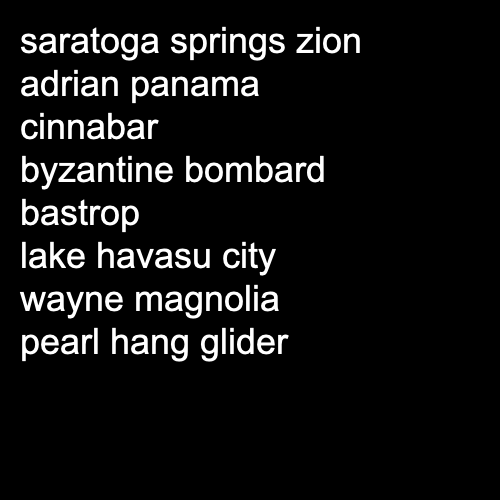 saratoga springs zion
adrian panama
cinnabar
byzantine bombard
bastrop
lake havasu city
wayne magnolia
pearl hang glider